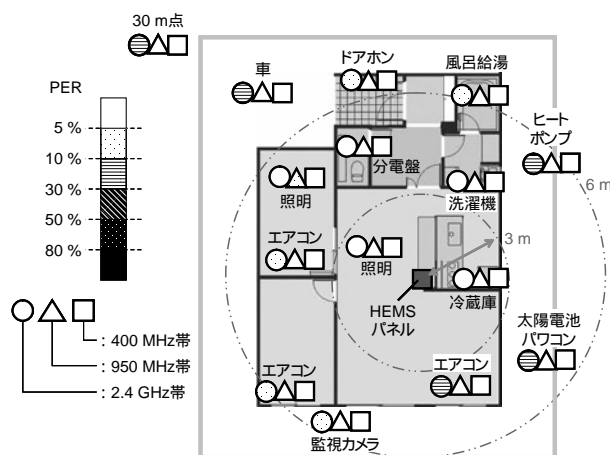 30 m点
PER
5 %
10 %
30 %
50 %
80 %
: 400 MHz帯
: 950 MHz帯
: 2.4 GHz帯
車
ドアホン
風呂給湯
ヒート
ポンプ
分電盤
照明
洗濯機
6 m
エアコン
照明
3 m
HEMS
パネル
冷蔵庫
太陽電池
パワコン
エアコン
エアコン
監視カメラ